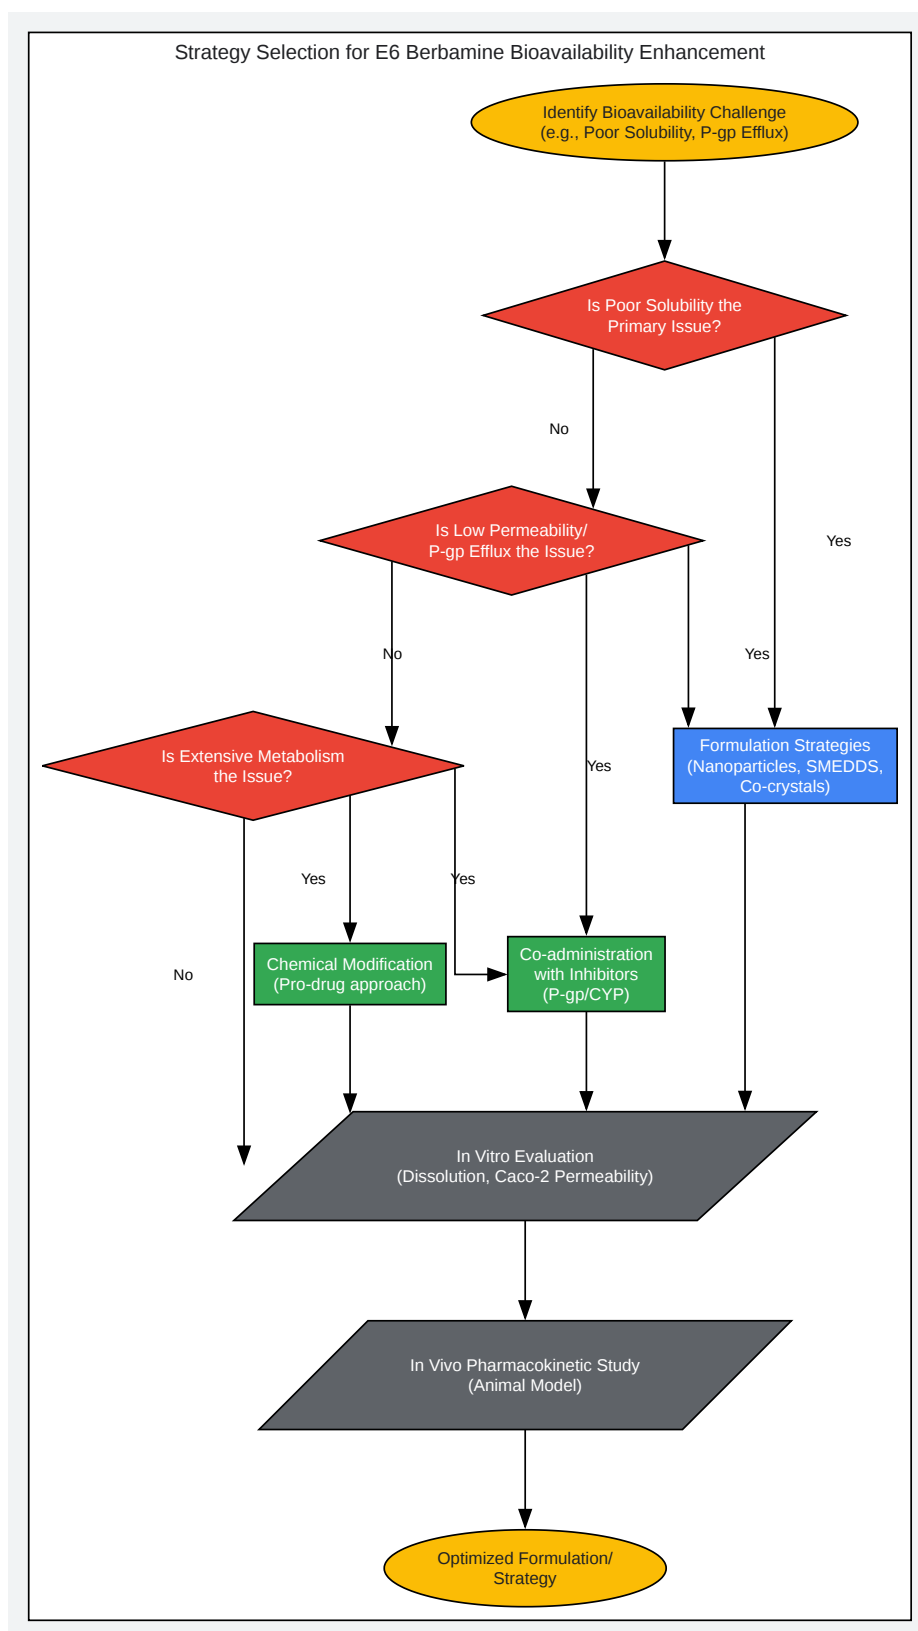 Strategy Selection for E6 Berbamine Bioavailability Enhancement
Identify Bioavailability Challenge
(e.g., Poor Solubility, P-gp Efflux)
Is Poor Solubility the
Primary Issue?
No
Yes
Is Low Permeability/
P-gp Efflux the Issue?
No
Yes
Yes
Is Extensive Metabolism
the Issue?
Formulation Strategies
(Nanoparticles, SMEDDS,
Co-crystals)
Yes
Yes
No
Chemical Modification
(Pro-drug approach)
Co-administration
with Inhibitors
(P-gp/CYP)
In Vitro Evaluation
(Dissolution, Caco-2 Permeability)
In Vivo Pharmacokinetic Study
(Animal Model)
Optimized Formulation/
Strategy